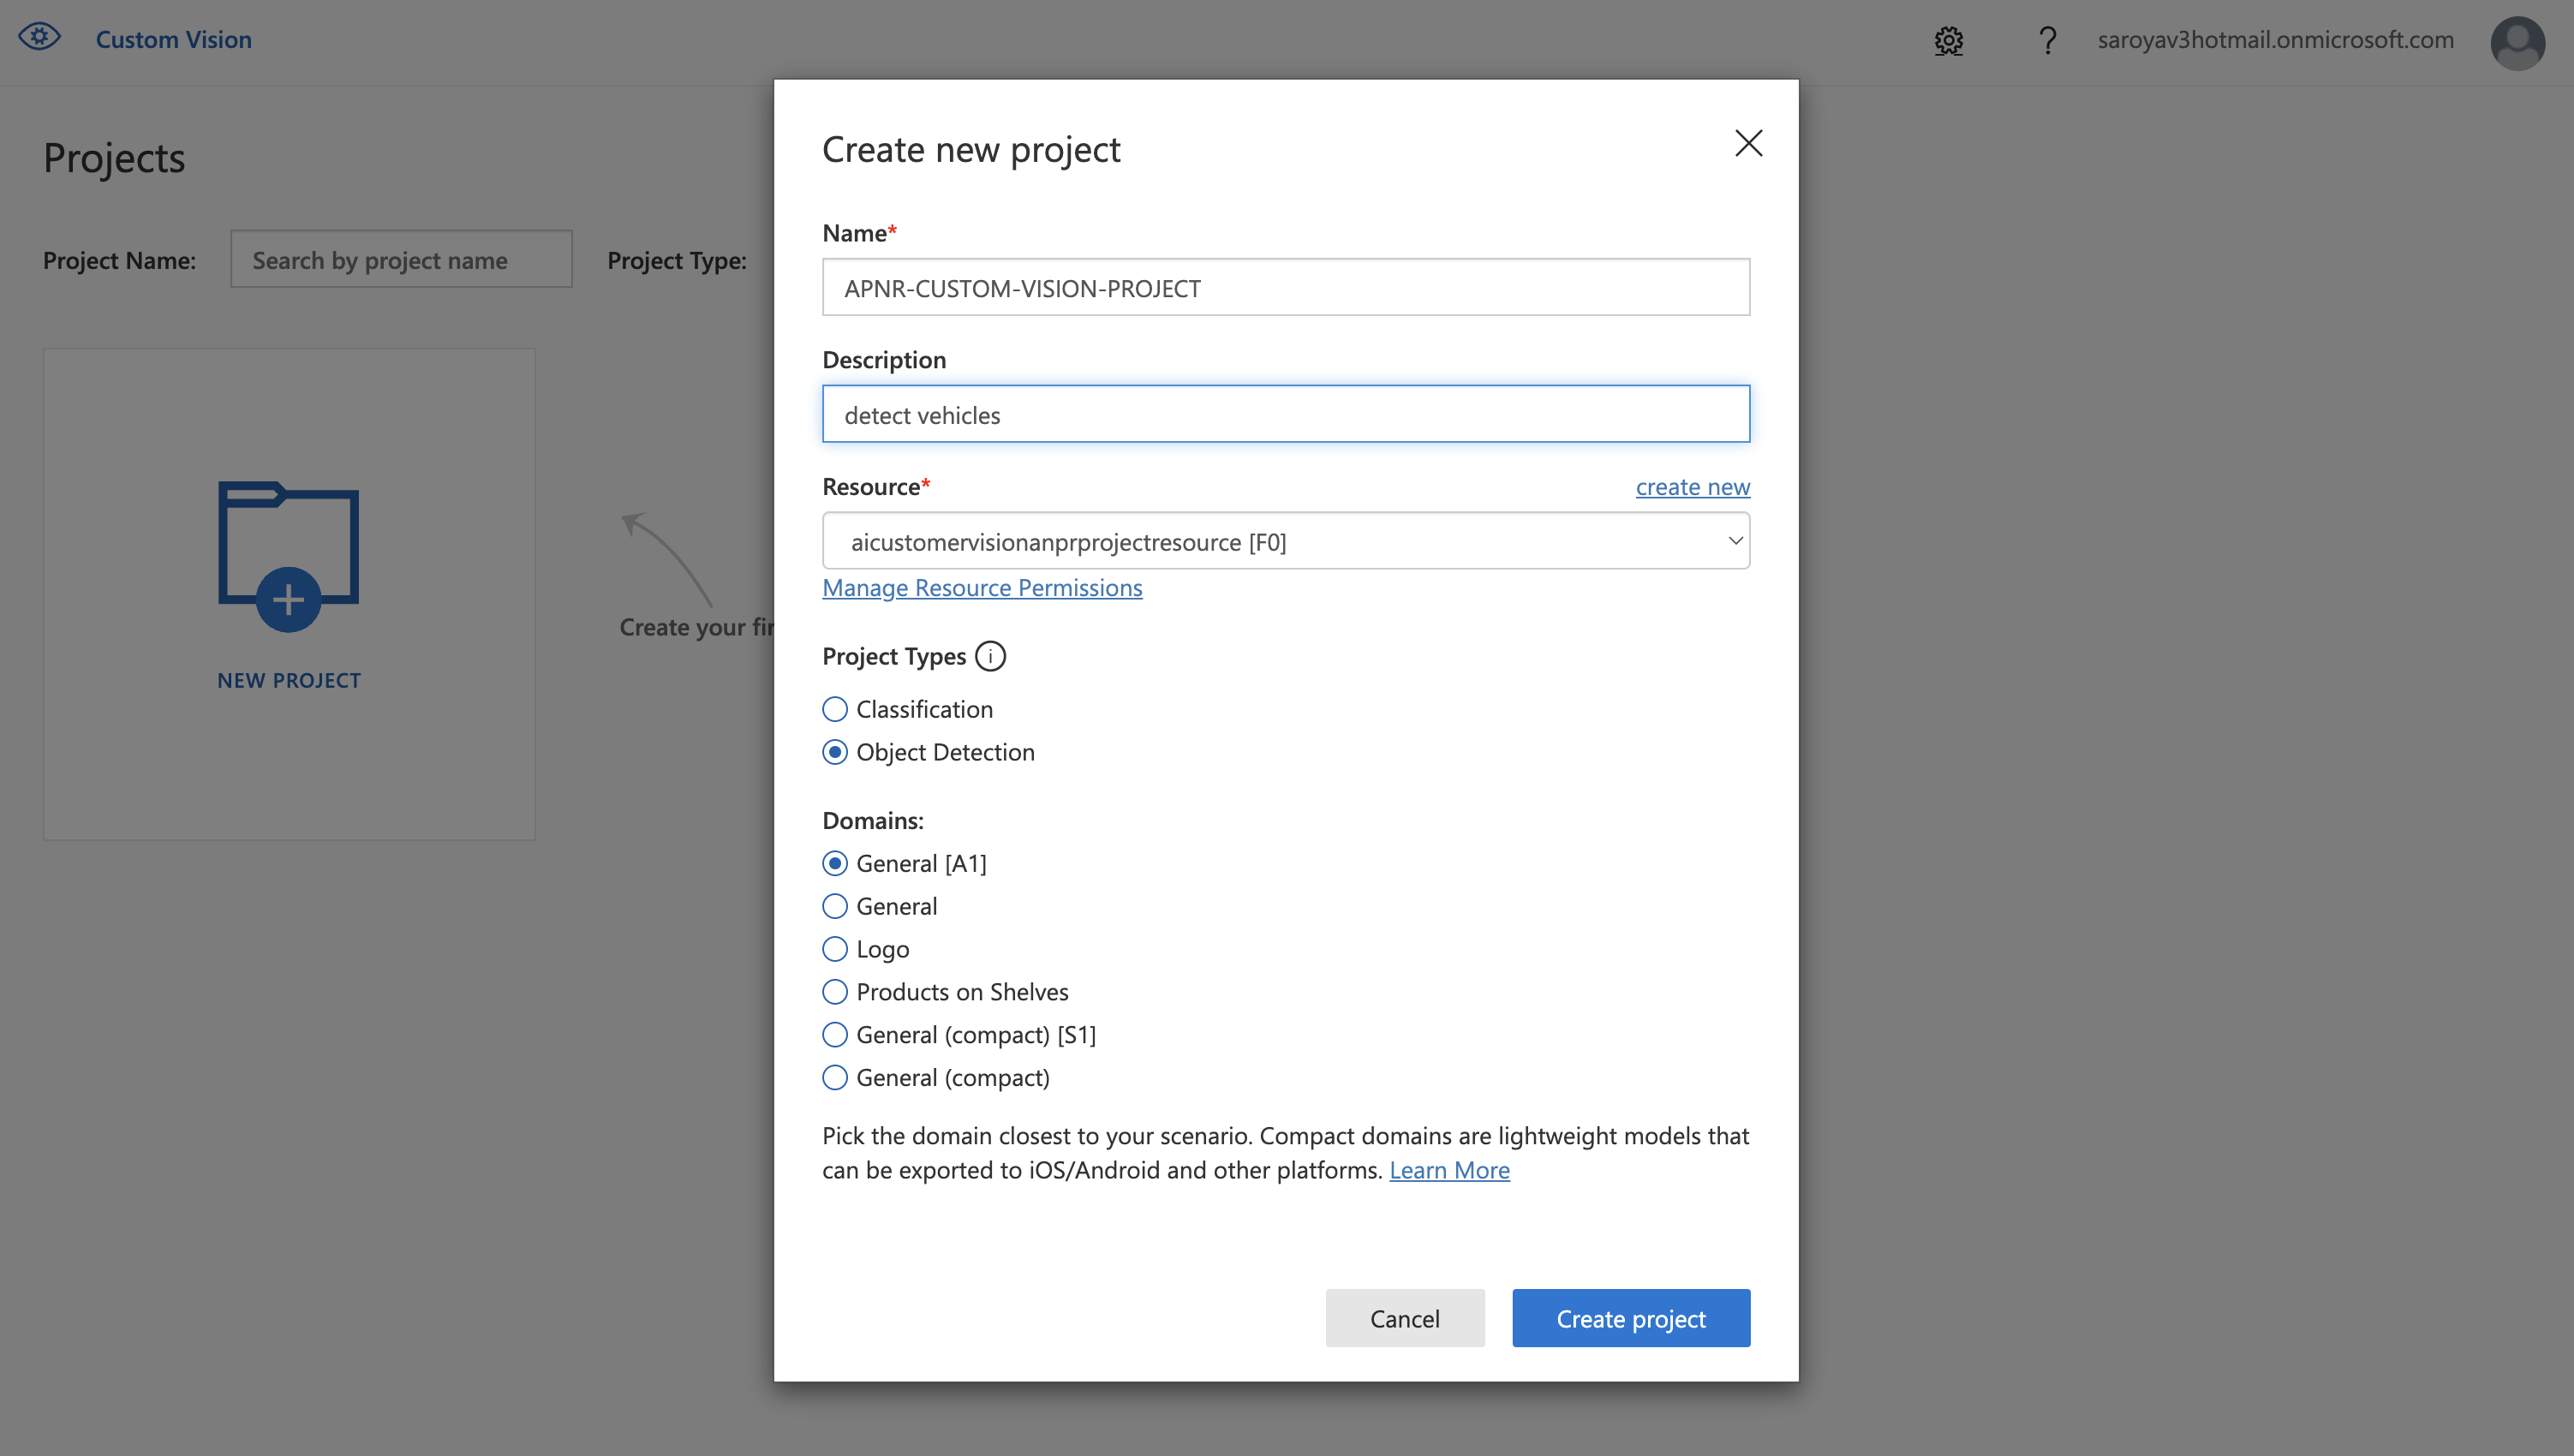 Custom Vision
?
saroyav3hotmail.onmicrosoft.com
Projects
Project Name:
Search by project name
Project Type:
NEW PROJECT
Create your fir
Create new project
Name*
APNR-CUSTOM-VISION-PROJECT
Description
detect vehicles
Resource*
create new
aicustomervisionanprprojectresource [F0]
Manage Resource Permissions
Project Types i
Classification
Object Detection
Domains:
General [A1]
General
Logo
Products on Shelves
General (compact) [S1]
General (compact)
Pick the domain closest to your scenario. Compact domains are lightweight models that
can be exported to iOS/Android and other platforms. Learn More
Cancel
Create project